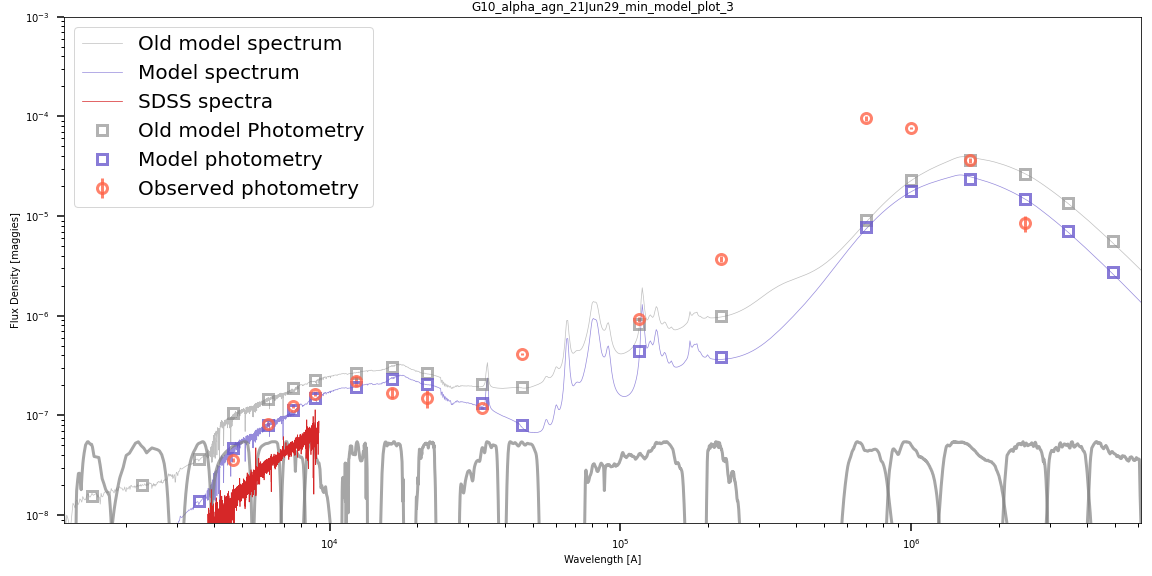 G10_alpha_agn_21Jun29_min_model_plot_3
Old model spectrum
Model spectrum
SDSS spectra
Old model Photometry
Model photometry
Observed photometry
Flux Density [maggies]
10⁻³
10⁻⁴
10⁻⁵
10⁻⁶
10⁻⁷
10⁻⁸
10⁴
10⁵
10⁶
Wavelength [A]